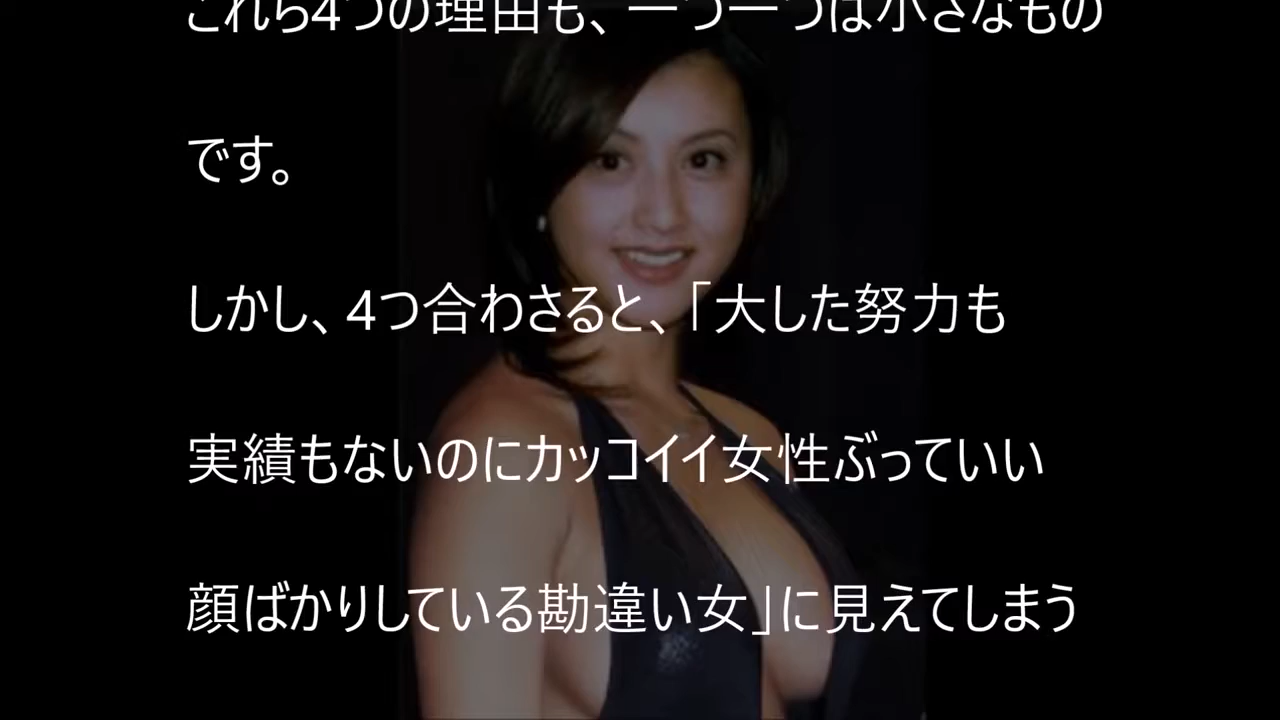 これら4つの理由も、一つ一つは小さなもの
です。
しかし、4つ合わさると、「大した努力も
実績もないのにカッコイイ女性ぶっていい
顔ばかりしている勘違い女」に見えてしまう